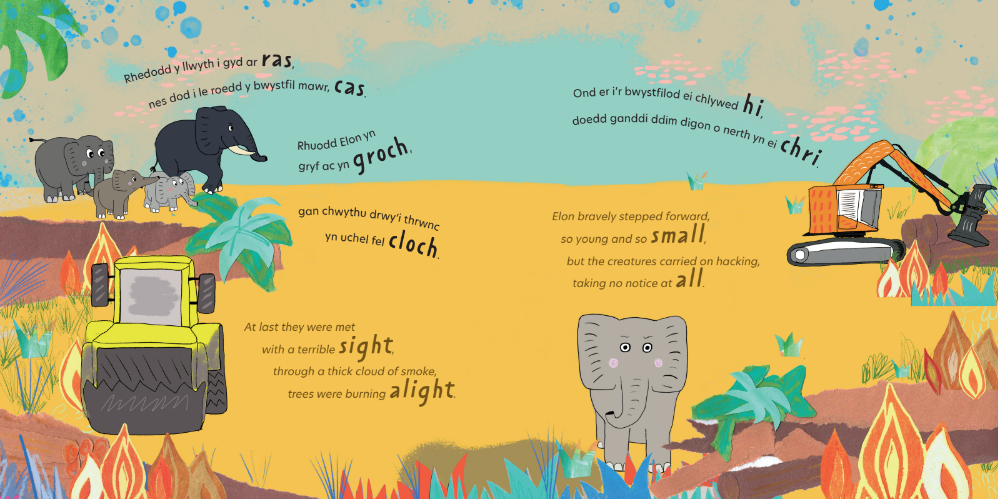 Rhedodd y llwyth i gyd ar ras,
nes dod i le roedd y bwystfil mawr, cas.
Rhuodd Elon yn
gryf ac yn groch,
gan chwythu drwy'i thrwnc
yn uchel fel cloch.
At last they were met
with a terrible sight,
through a thick cloud of smoke,
trees were burning alight.
Ond er i'r bwystfilod ei chlywed hi,
doedd ganddi ddim digon o nerth yn ei chri.
Elon bravely stepped forward,
so young and so small,
but the creatures carried on hacking,
taking no notice at all.